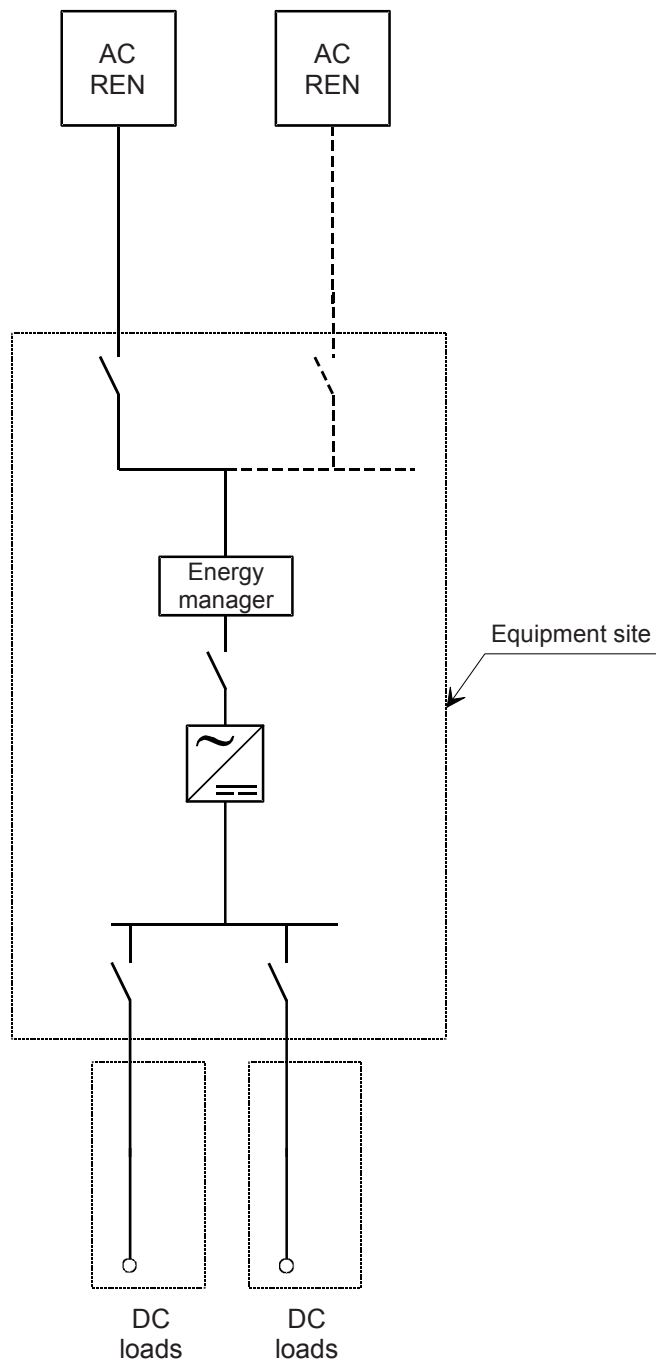 AC
REN
AC
REN
Energy
manager
Equipment site
DC
loads
DC
loads